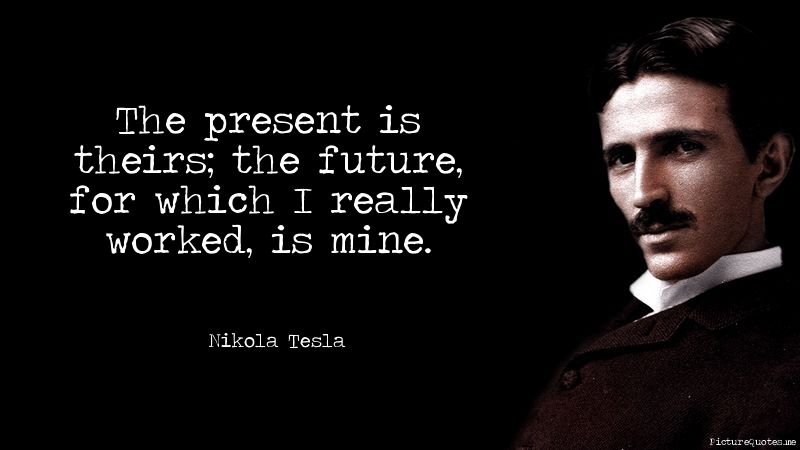 The present is
theirs; the future,
for which I really
worked, is mine.
Nikola Tesla
PictureQuotes.me